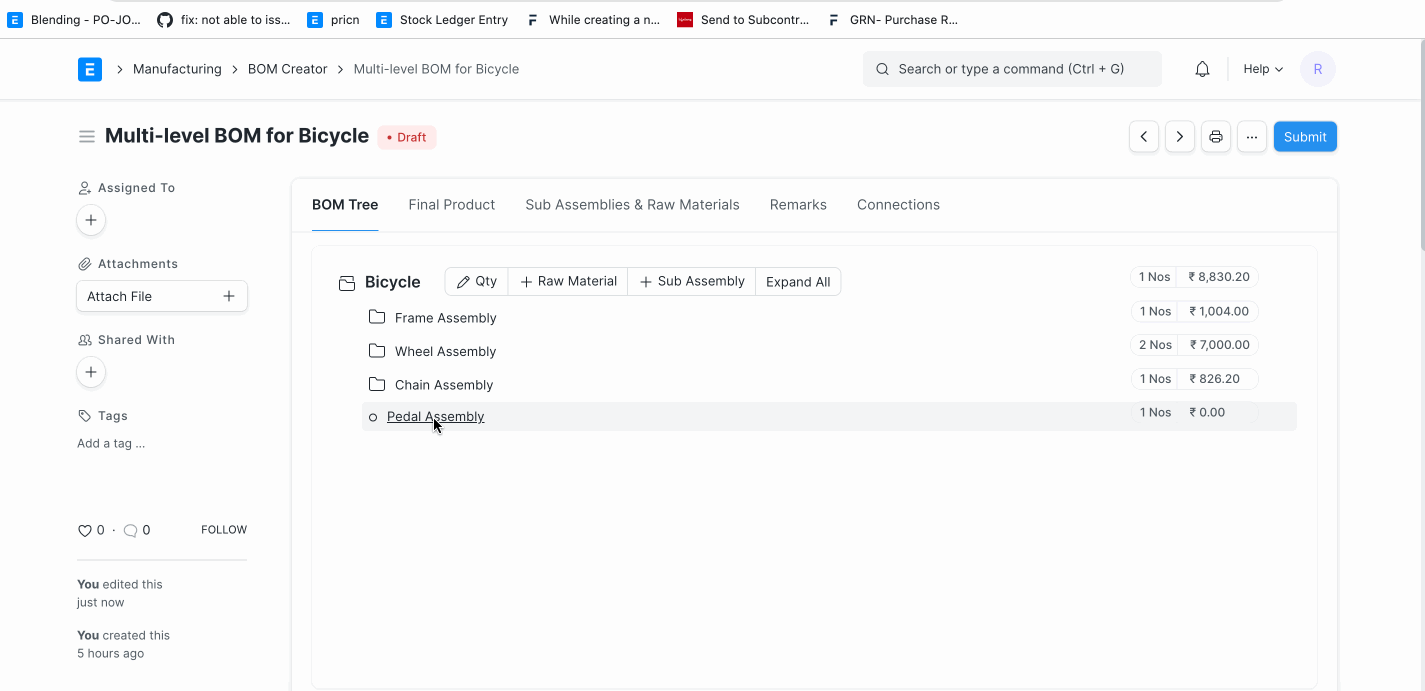 Blending - PO-JO... fix: not able to iss... pricn Stock Ledger Entry While creating a n... Send to Subcontr... GRN- Purchase R...
E > Manufacturing > BOM Creator > Multi-level BOM for Bicycle Search or type a command (Ctrl + G) Help R
Multi-level BOM for Bicycle • Draft ... Submit
Assigned To
+
Attachments
Attach File +
Shared With
+
Tags
Add a tag ...
0 · 0 FOLLOW
You edited this
just now
You created this
5 hours ago
BOM Tree Final Product Sub Assemblies & Raw Materials Remarks Connections
Bicycle Qty + Raw Material + Sub Assembly Expand All 1 Nos ₹ 8,830.20
Frame Assembly 1 Nos ₹ 1,004.00
Wheel Assembly 2 Nos ₹ 7,000.00
Chain Assembly 1 Nos ₹ 826.20
Pedal Assembly 1 Nos ₹ 0.00